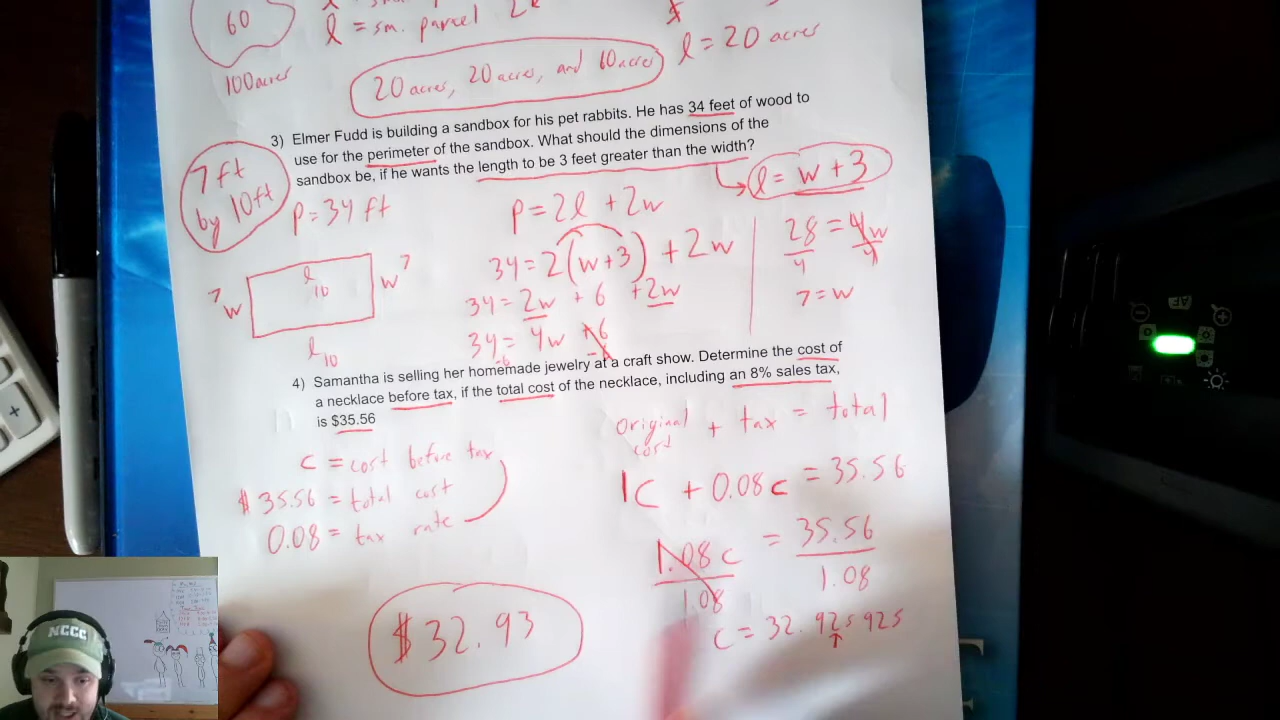 60
l = sm. parcel
100 acres
l = 20 acres
20 acres, 20 acres, and 60 acres
3) Elmer Fudd is building a sandbox for his pet rabbits. He has 34 feet of wood to
use for the perimeter of the sandbox. What should the dimensions of the
sandbox be, if he wants the length to be 3 feet greater than the width?
l = w + 3
7 ft
by 10 ft
P = 34 ft
P = 2l + 2w
34 = 2(w+3) + 2w
34 = 2w + 6 + 2w
34 = 4w + 6
-6 -6
28 = 4w
4 4
7 = w
l
10
7 w
w 7
l 10
4) Samantha is selling her homemade jewelry at a craft show. Determine the cost of
a necklace before tax, if the total cost of the necklace, including an 8% sales tax,
is $35.56
c = cost before tax
$35.56 = total cost
0.08 = tax rate
original cost + tax = total
1c + 0.08c = 35.56
1.08c = 35.56
1.08 1.08
c = 32.925925
$32.93
NCCC
+
AF